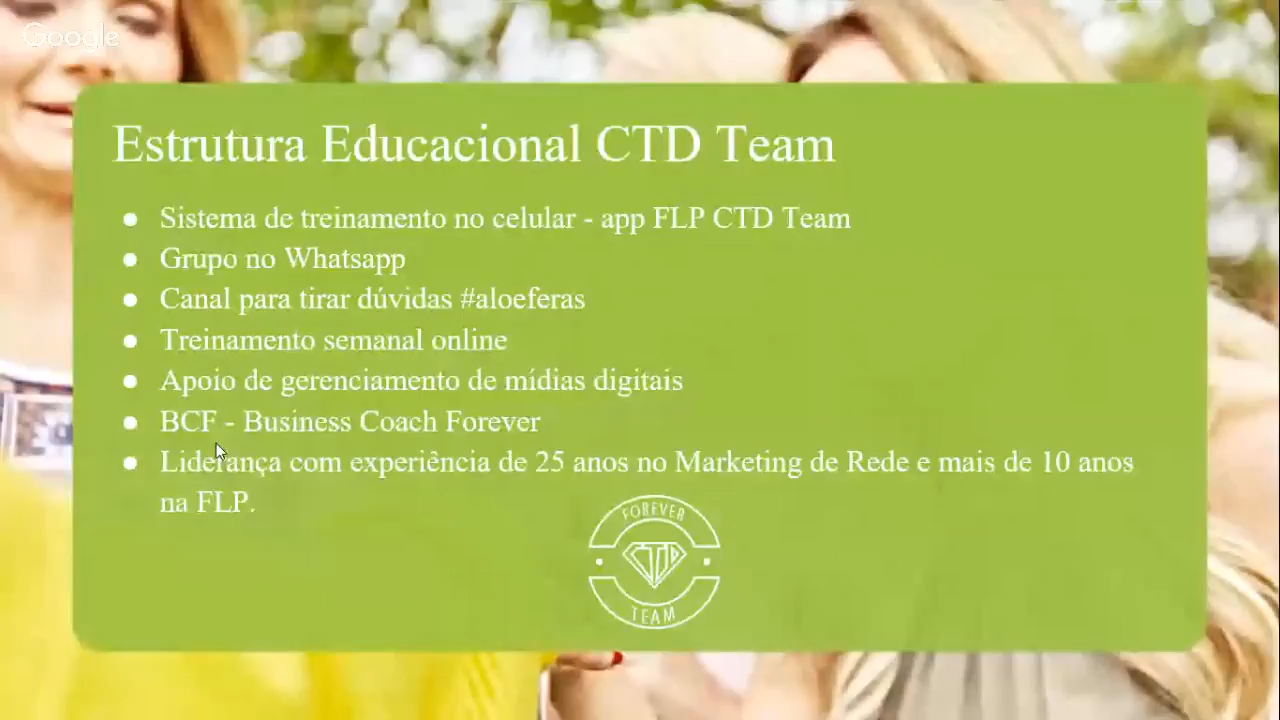 Google
Estrutura Educacional CTD Team
● Sistema de treinamento no celular - app FLP CTD Team
● Grupo no Whatsapp
● Canal para tirar dúvidas #aloeferas
● Treinamento semanal online
● Apoio de gerenciamento de mídias digitais
● BCF - Business Coach Forever
● Liderança com experiência de 25 anos no Marketing de Rede e mais de 10 anos
na FLP.
FOREVER
CTD
TEAM